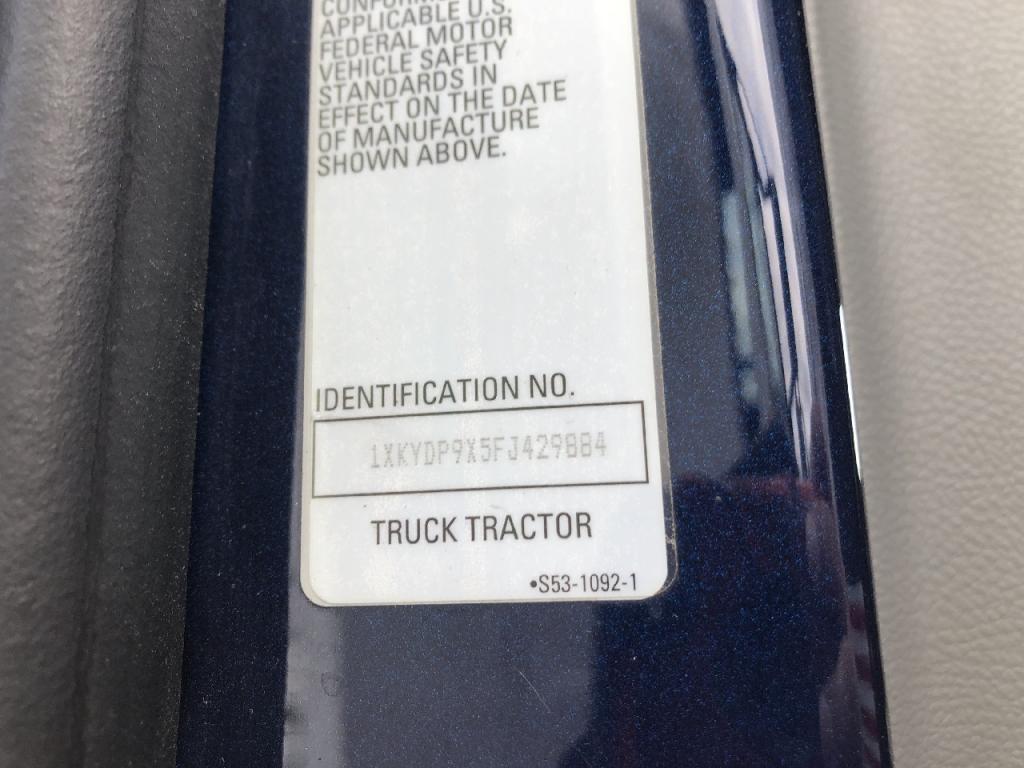 CONFORMS
APPLICABLE U.S.
FEDERAL MOTOR
VEHICLE SAFETY
STANDARDS IN
EFFECT ON THE DATE
OF MANUFACTURE
SHOWN ABOVE.
IDENTIFICATION NO.
1XKYDP9X5FJ429884
TRUCK TRACTOR
•S53-1092-1